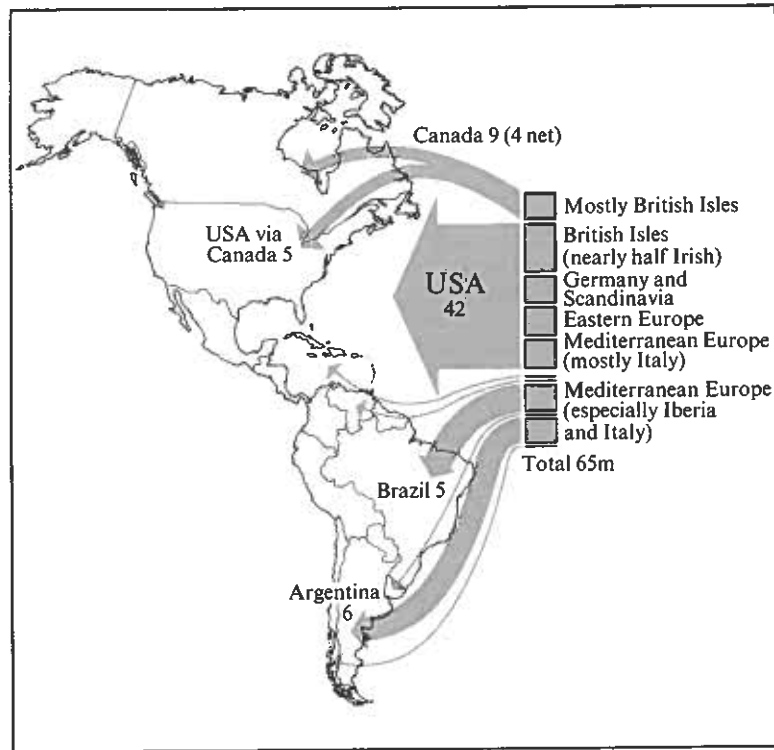 Canada 9 (4 net)
Mostly British Isles
USA via
Canada 5
British Isles
(nearly half Irish)
USA
42
Germany and
Scandinavia
Eastern Europe
Mediterranean Europe
(mostly Italy)
Mediterranean Europe
(especially Iberia
and Italy)
Total 65m
Brazil 5
Argentina
6